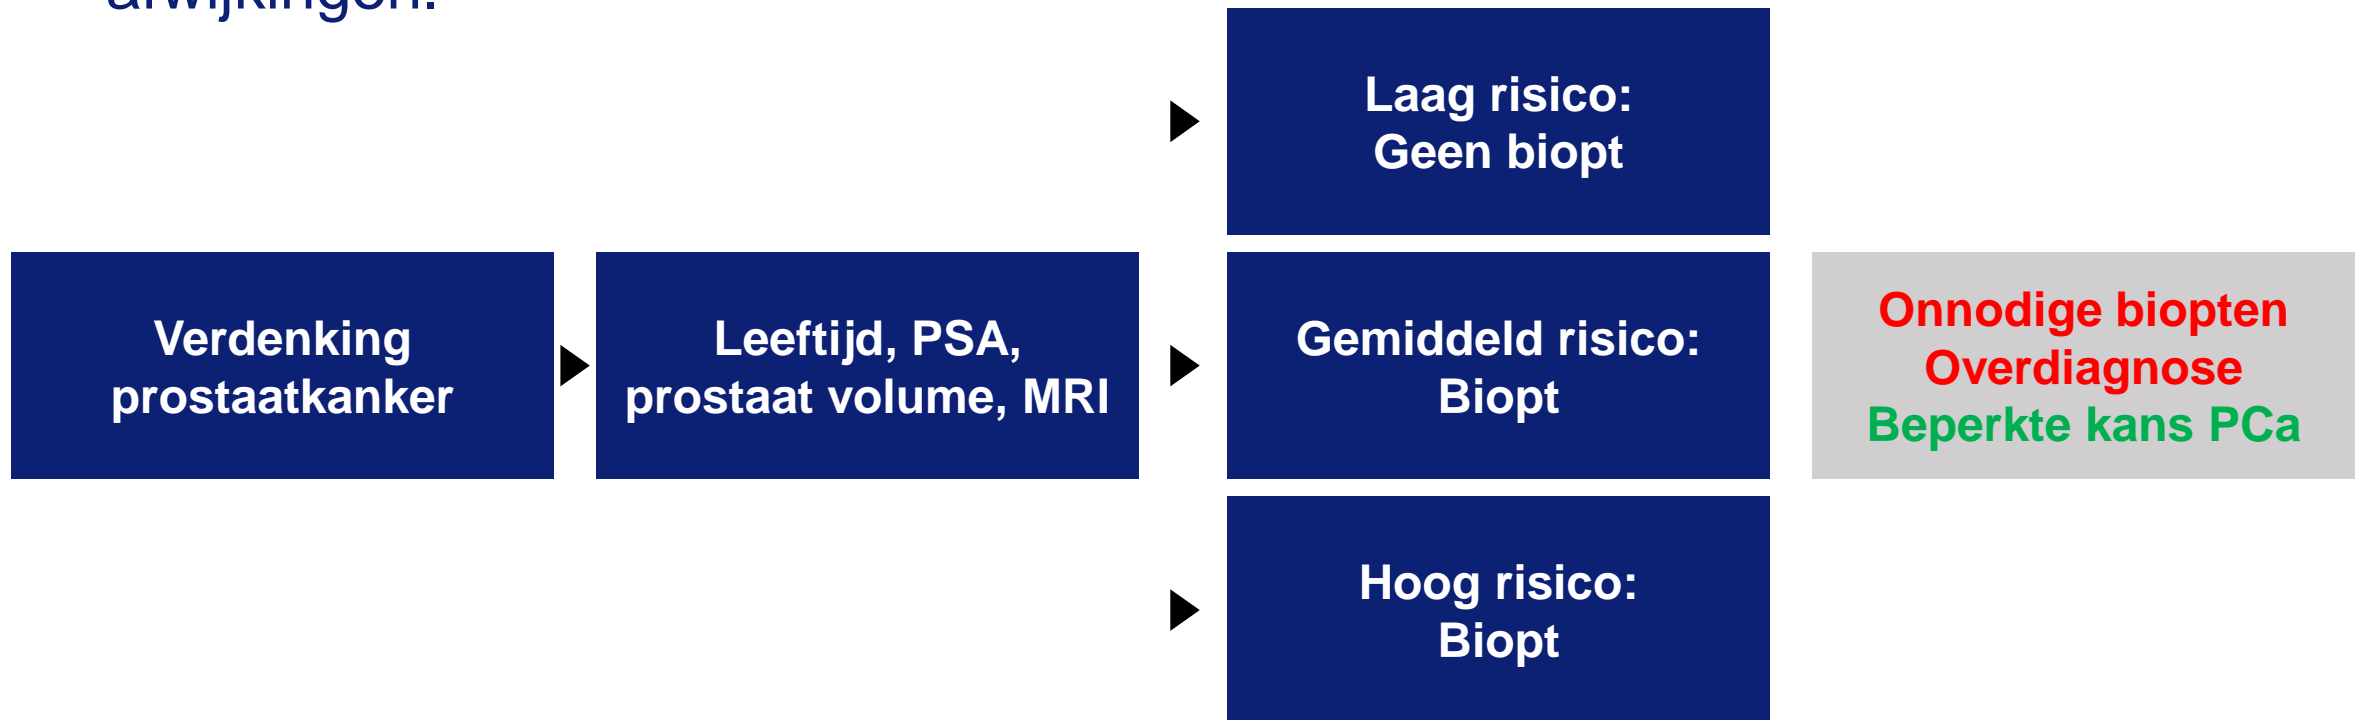 afwijkingen.
Laag risico:
Geen biopt
Verdenking
prostaatkanker
Leeftijd, PSA,
prostaat volume, MRI
Gemiddeld risico:
Biopt
Onnodige biopten
Overdiagnose
Beperkte kans PCa
Hoog risico:
Biopt